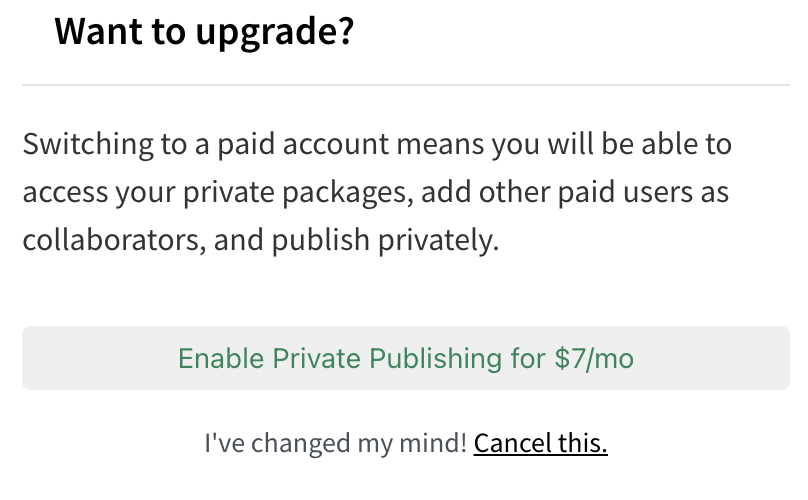 Want to upgrade?
Switching to a paid account means you will be able to
access your private packages, add other paid users as
collaborators, and publish privately.
Enable Private Publishing for $7/mo
I've changed my mind! Cancel this.